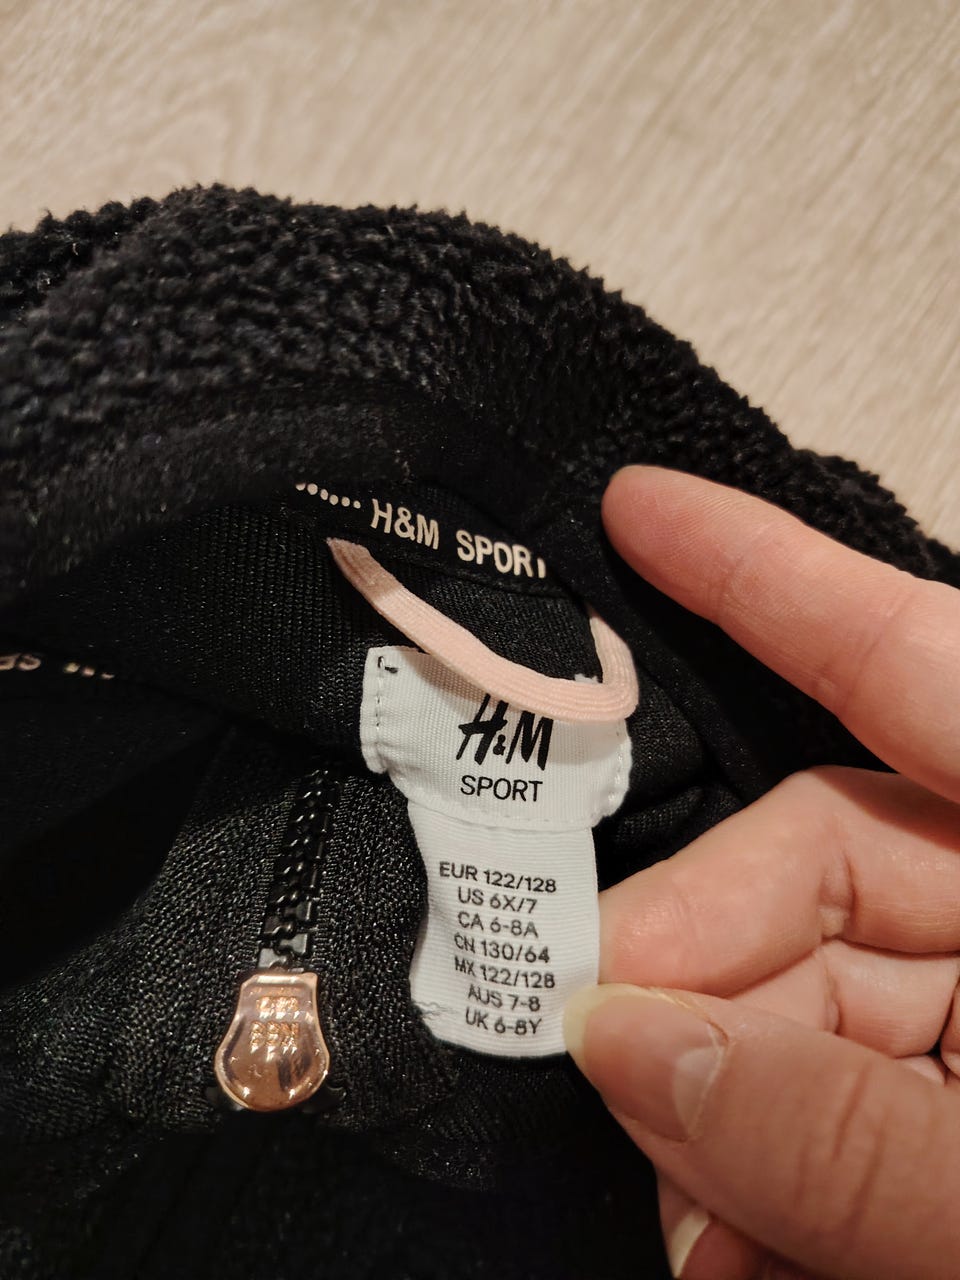 H&M SPORT
H&M
SPORT
EUR 122/128
US 6X/7
CA 6-8A
CN 130/64
MX 122/128
AUS 7-8
UK 6-8Y